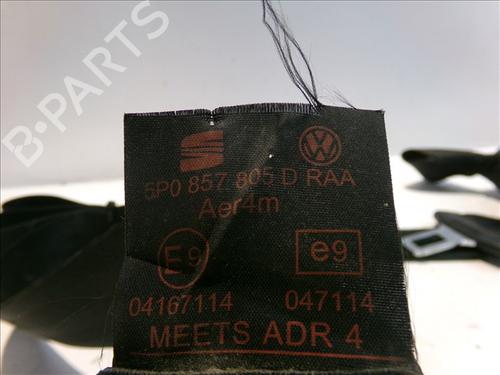 B-PARTS
5P0 857 805 D RAA
Aer4m
E9 e9
04167114 047114
MEETS ADR 4